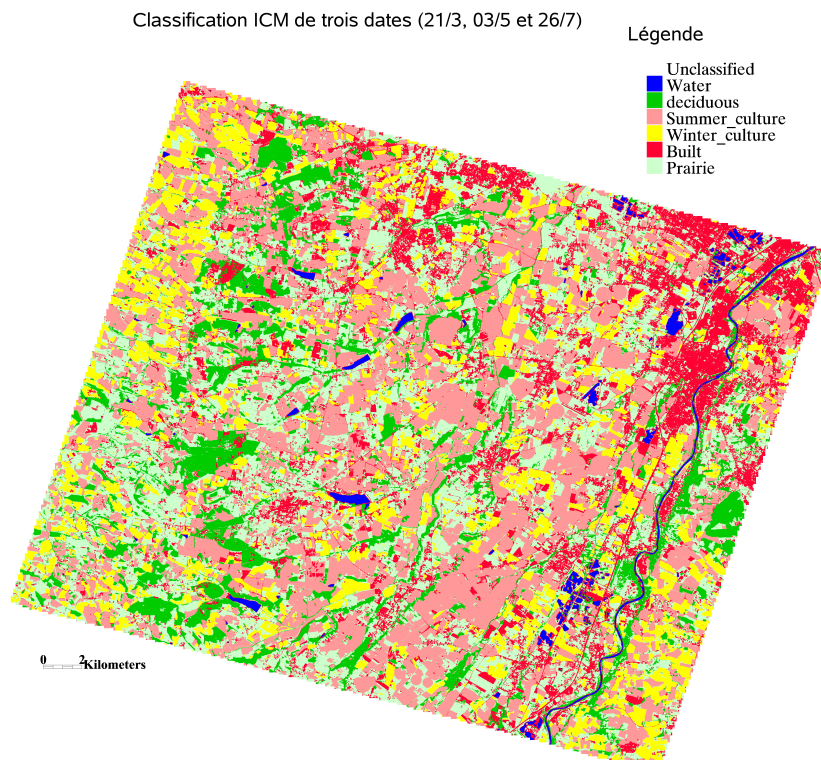 Classification ICM de trois dates (21/3, 03/5 et 26/7)
Légende
Unclassified
Water
deciduous
Summer_culture
Winter_culture
Built
Prairie
0 2 Kilometers